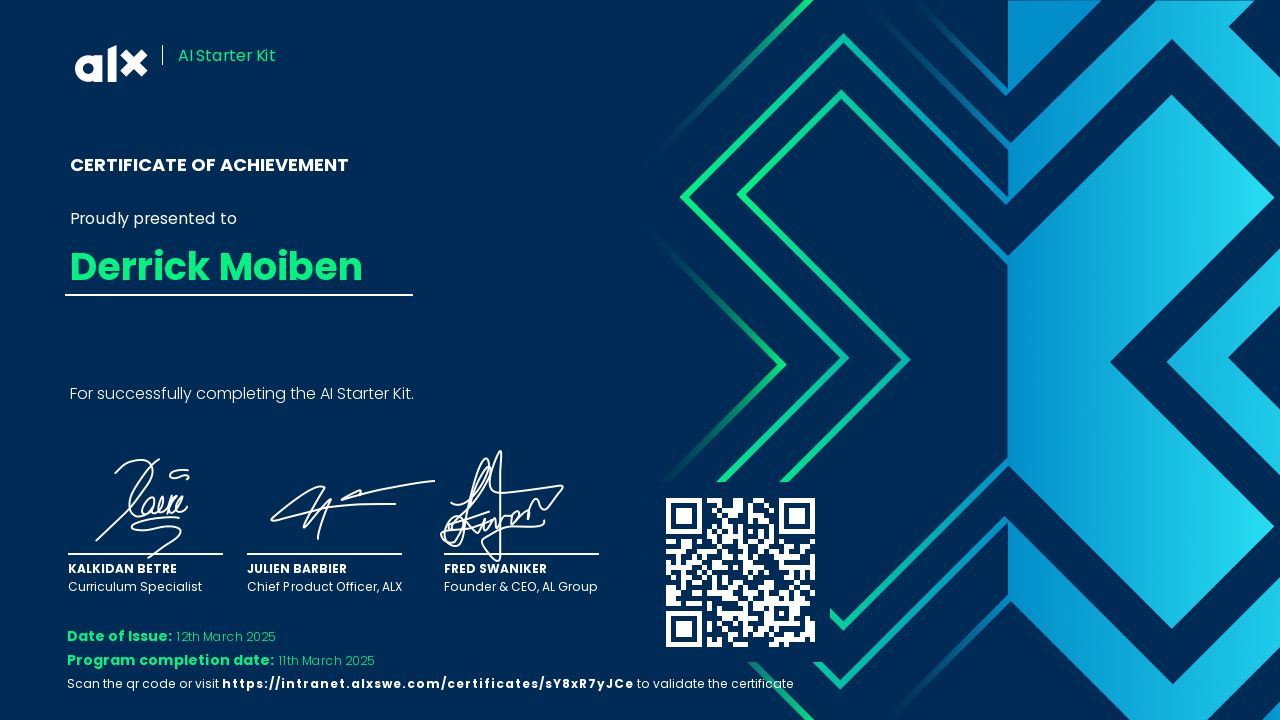 alx | AI Starter Kit
CERTIFICATE OF ACHIEVEMENT
Proudly presented to
Derrick Moiben
For successfully completing the AI Starter Kit.
KALKIDAN BETRE
Curriculum Specialist
JULIEN BARBIER
Chief Product Officer, ALX
FRED SWANIKER
Founder & CEO, AL Group
Date of Issue: 12th March 2025
Program completion date: 11th March 2025
Scan the qr code or visit https://intranet.alxswe.com/certificates/sY8xR7yJCe to validate the certificate